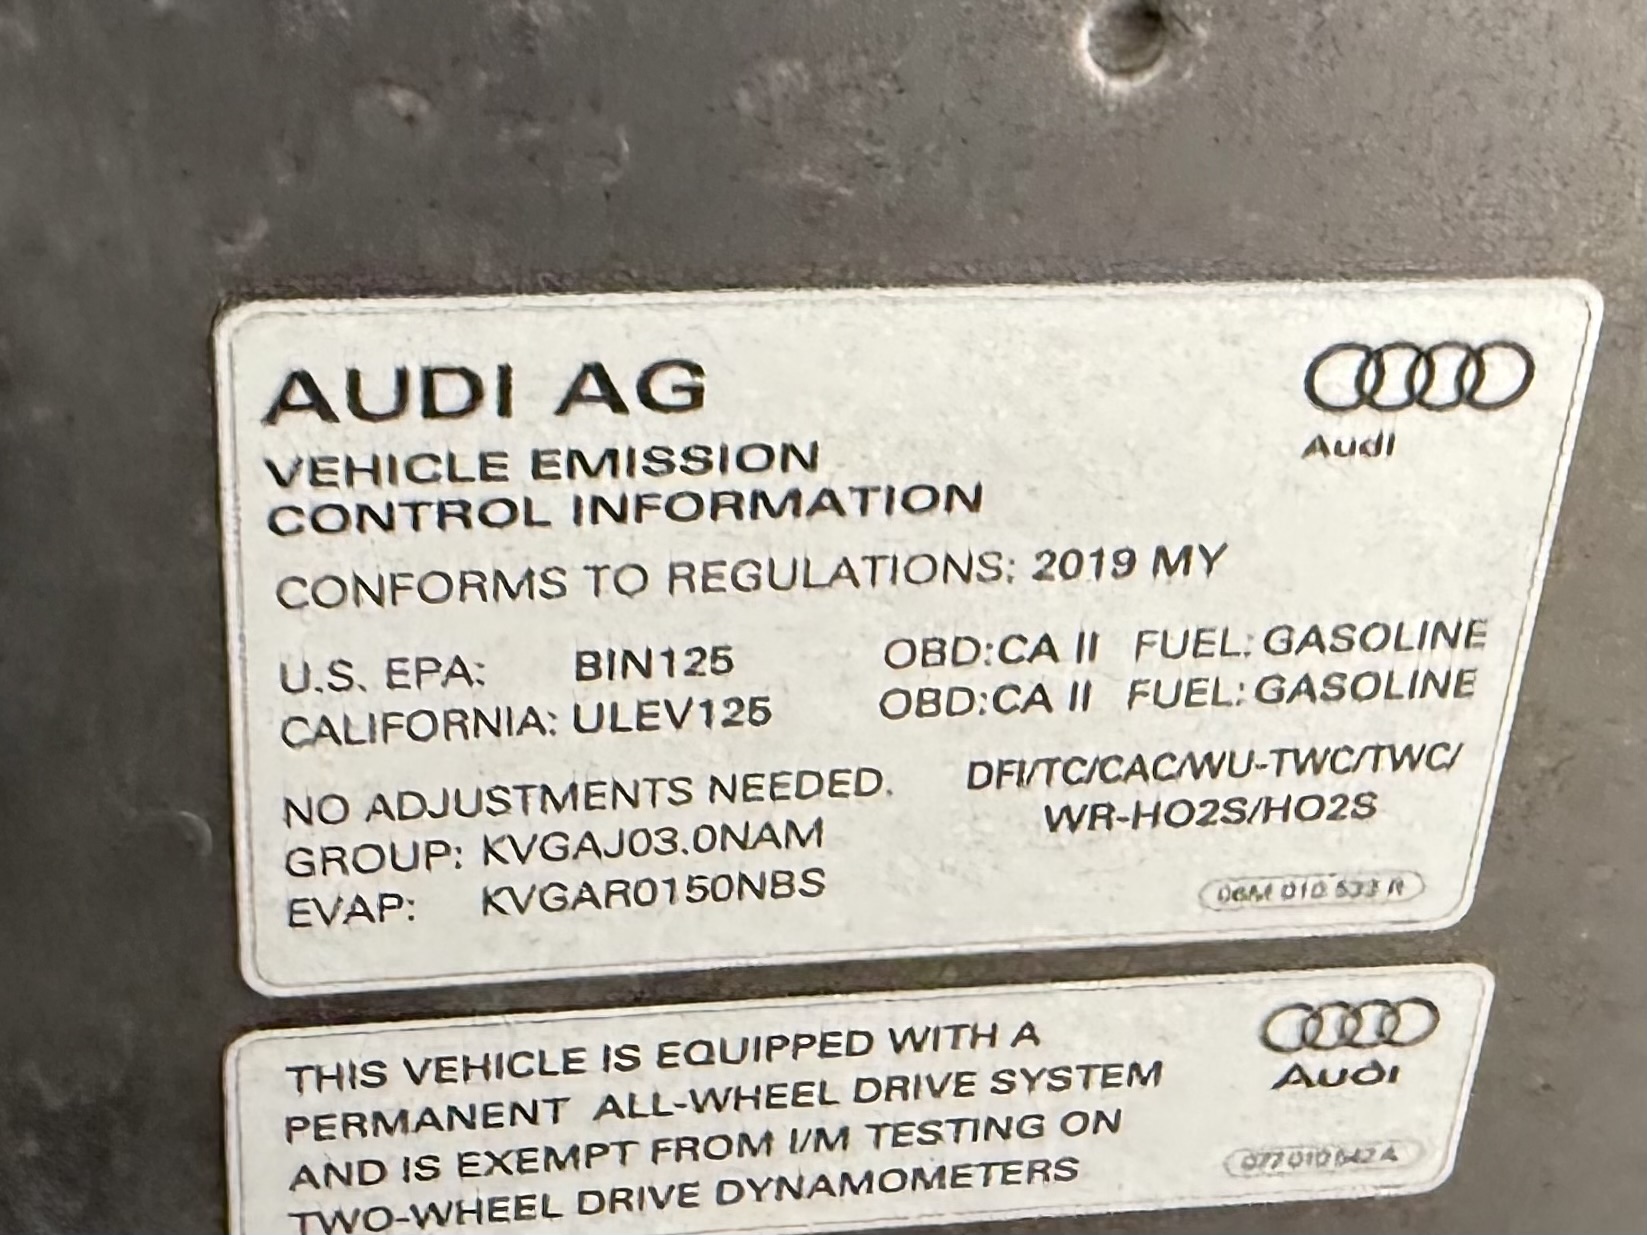 AUDI AG
Audi
VEHICLE EMISSION
CONTROL INFORMATION
CONFORMS TO REGULATIONS: 2019 MY
U.S. EPA: BIN125 OBD:CA II FUEL: GASOLINE
CALIFORNIA: ULEV125 OBD:CA II FUEL: GASOLINE
NO ADJUSTMENTS NEEDED. DFI/TC/CAC/WU-TWC/TWC/
WR-HO2S/HO2S
GROUP: KVGAJ03.0NAM
EVAP: KVGAR0150NBS
06M 010
THIS VEHICLE IS EQUIPPED WITH A
PERMANENT ALL-WHEEL DRIVE SYSTEM
AND IS EXEMPT FROM I/M TESTING ON
TWO-WHEEL DRIVE DYNAMOMETERS
Audi